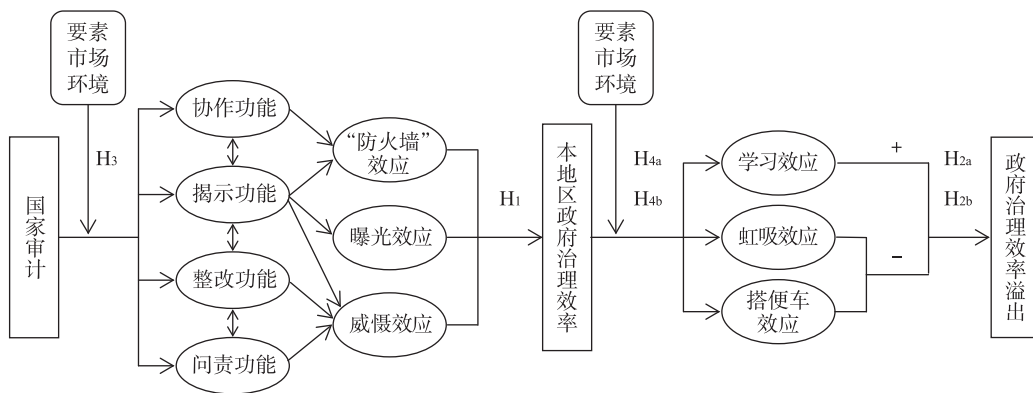 要素
市场
环境
H3
国家审计
协作功能
揭示功能
整改功能
问责功能
“防火墙”
效应
曝光效应
威慑效应
H1
本地区政府治理效率
要素
市场
环境
H4a
H4b
学习效应
虹吸效应
搭便车
效应
+
−
H2a
H2b
政府治理效率溢出